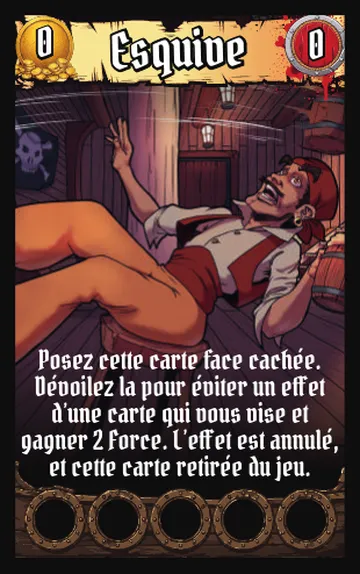 0
Esquive
0
Posez cette carte face cachée.
Dévoilez la pour éviter un effet
d'une carte qui vous vise et
gagner 2 Force. L'effet est annulé,
et cette carte retirée du jeu.